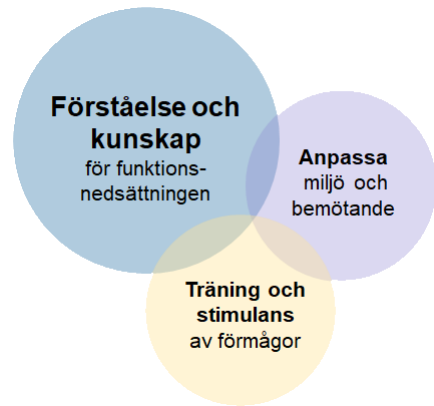 Förståelse och
kunskap
för funktions-
nedsättningen
Anpassa
miljö och
bemötande
Träning och
stimulans
av förmågor